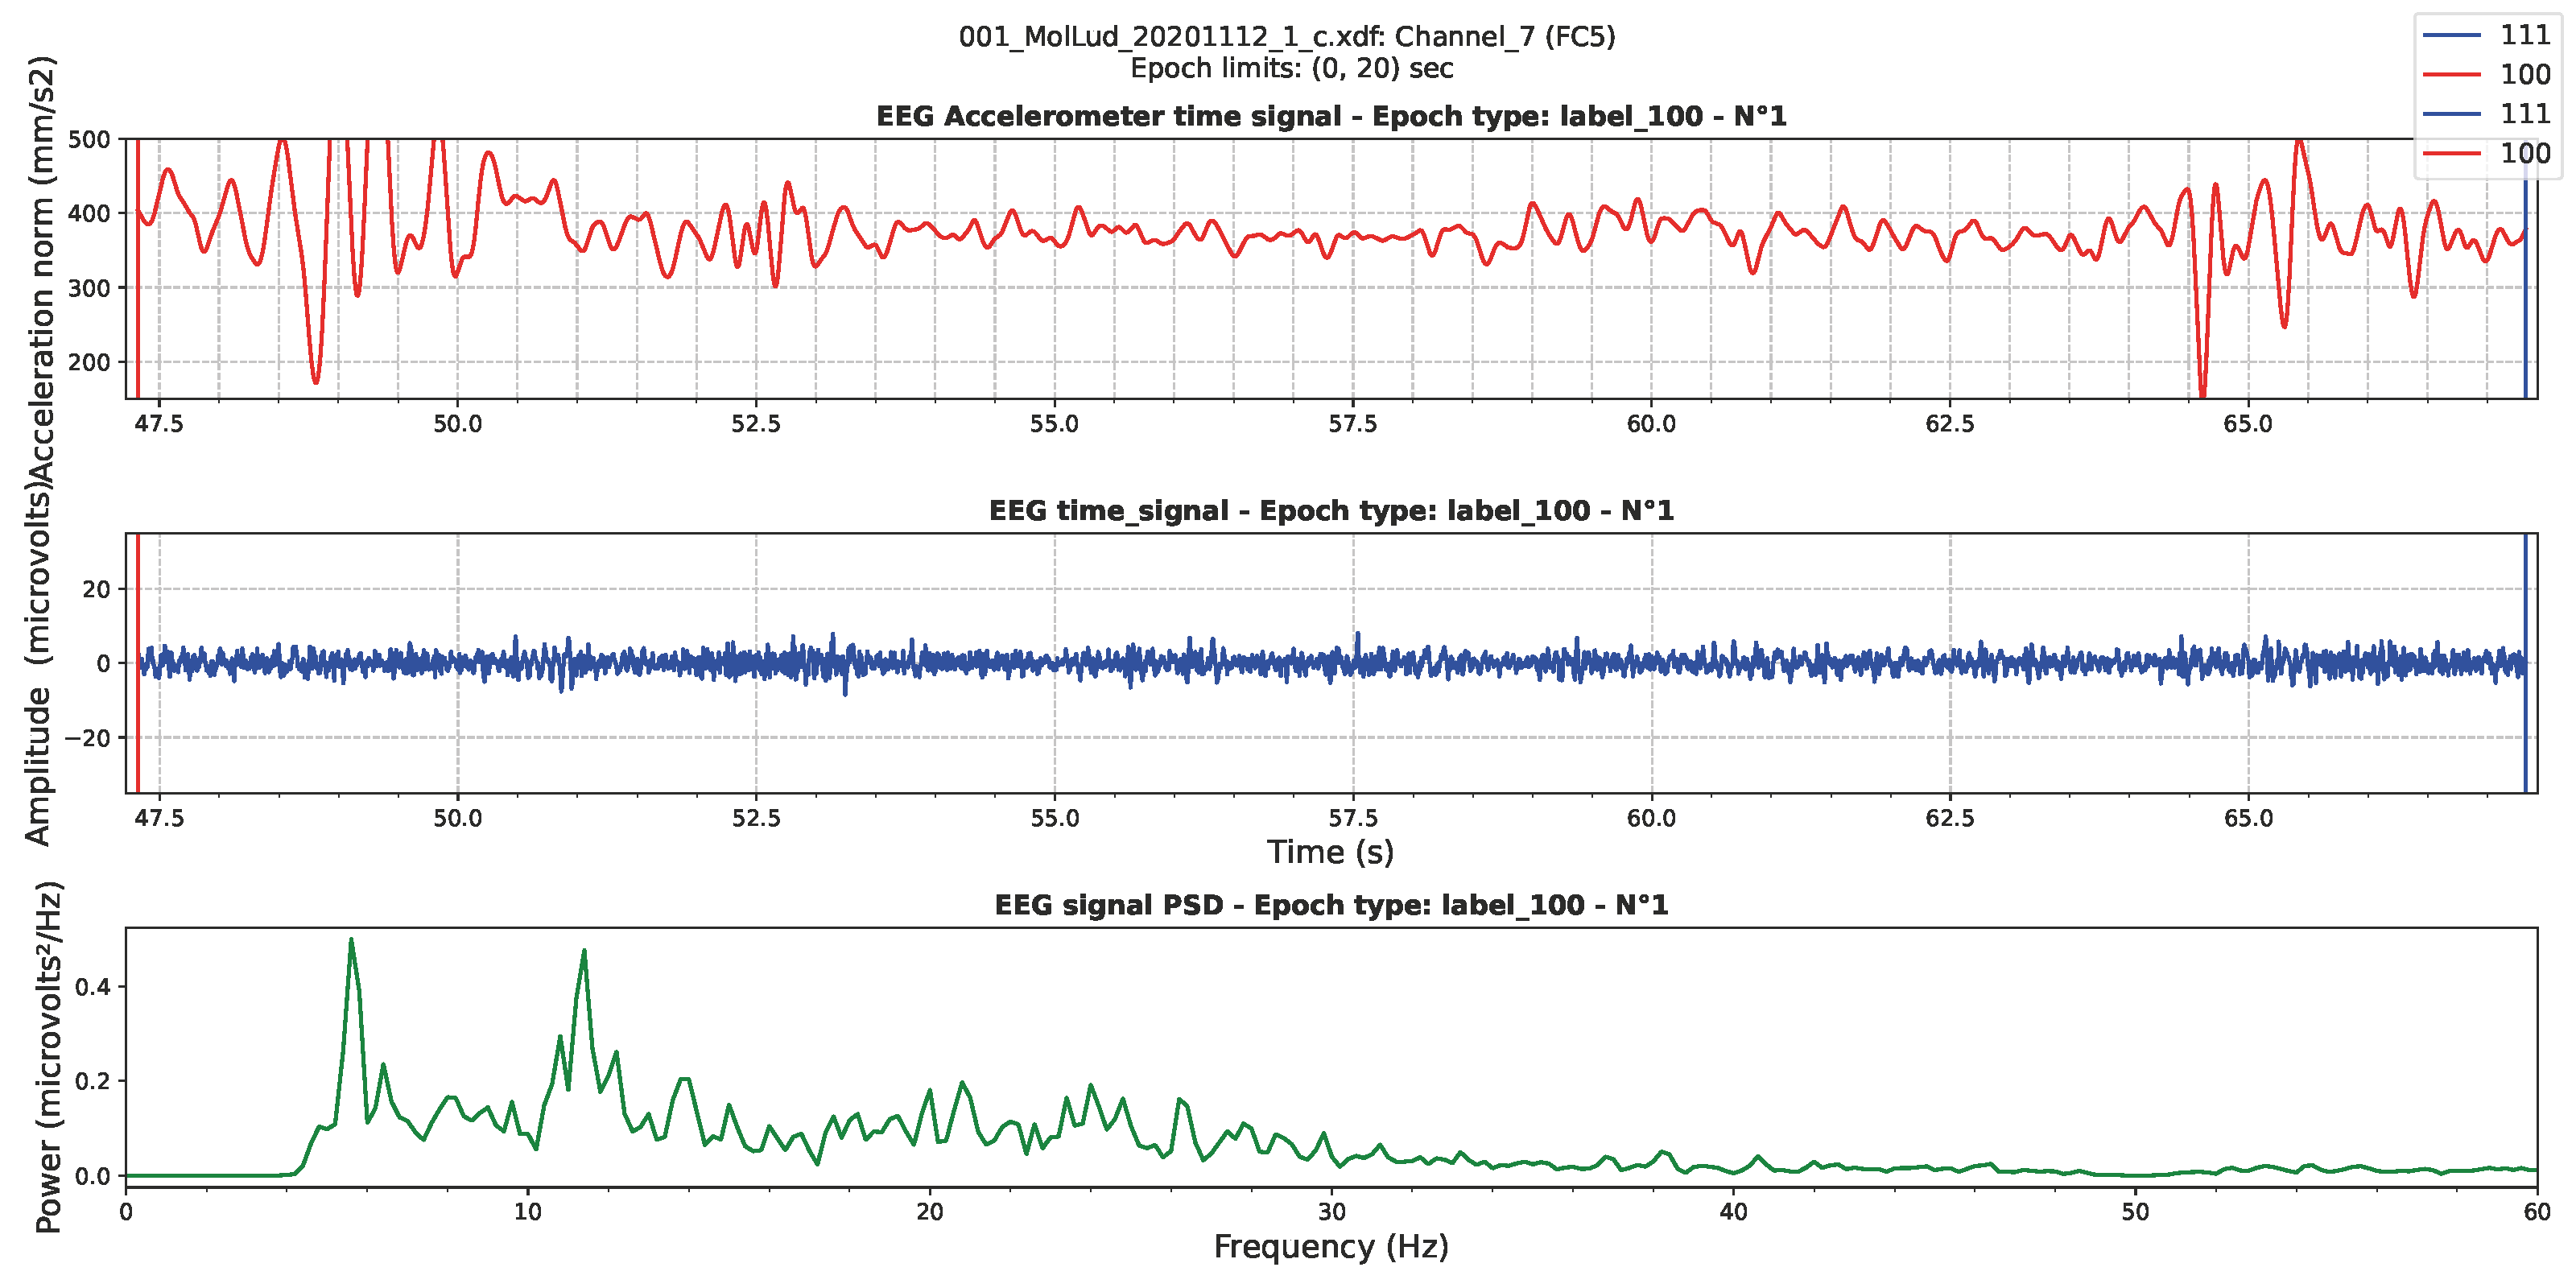 001_MolLud_20201112_1_c.xdf: Channel_7 (FC5)
Epoch limits: (0, 20) sec
111
100
111
100
EEG Accelerometer time signal - Epoch type: label_100 - N°1
Acceleration norm (mm/s2)
500
400
300
200
47.5 50.0 52.5 55.0 57.5 60.0 62.5 65.0
EEG time_signal - Epoch type: label_100 - N°1
Amplitude (microvolts)
20
0
−20
47.5 50.0 52.5 55.0 57.5 60.0 62.5 65.0
Time (s)
EEG signal PSD - Epoch type: label_100 - N°1
Power (microvolts²/Hz)
0.4
0.2
0.0
0 10 20 30 40 50 60
Frequency (Hz)